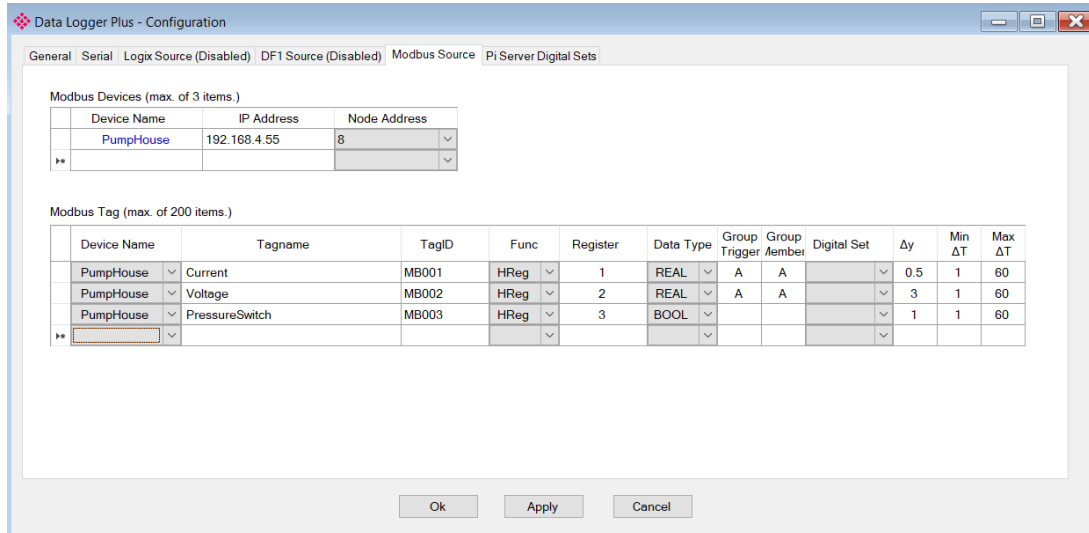 Data Logger Plus - Configuration
General Serial Logix Source (Disabled) DF1 Source (Disabled) Modbus Source Pi Server Digital Sets
Modbus Devices (max. of 3 items.)
Device Name IP Address Node Address
PumpHouse 192.168.4.55 8
Modbus Tag (max. of 200 items.)
Device Name Tagname TagID Func Register Data Type Group Trigger Group Member Digital Set Δy Min ΔT Max ΔT
PumpHouse Current MB001 HReg 1 REAL A A 0.5 1 60
PumpHouse Voltage MB002 HReg 2 REAL A A 3 1 60
PumpHouse PressureSwitch MB003 HReg 3 BOOL 1 1 60
Ok Apply Cancel